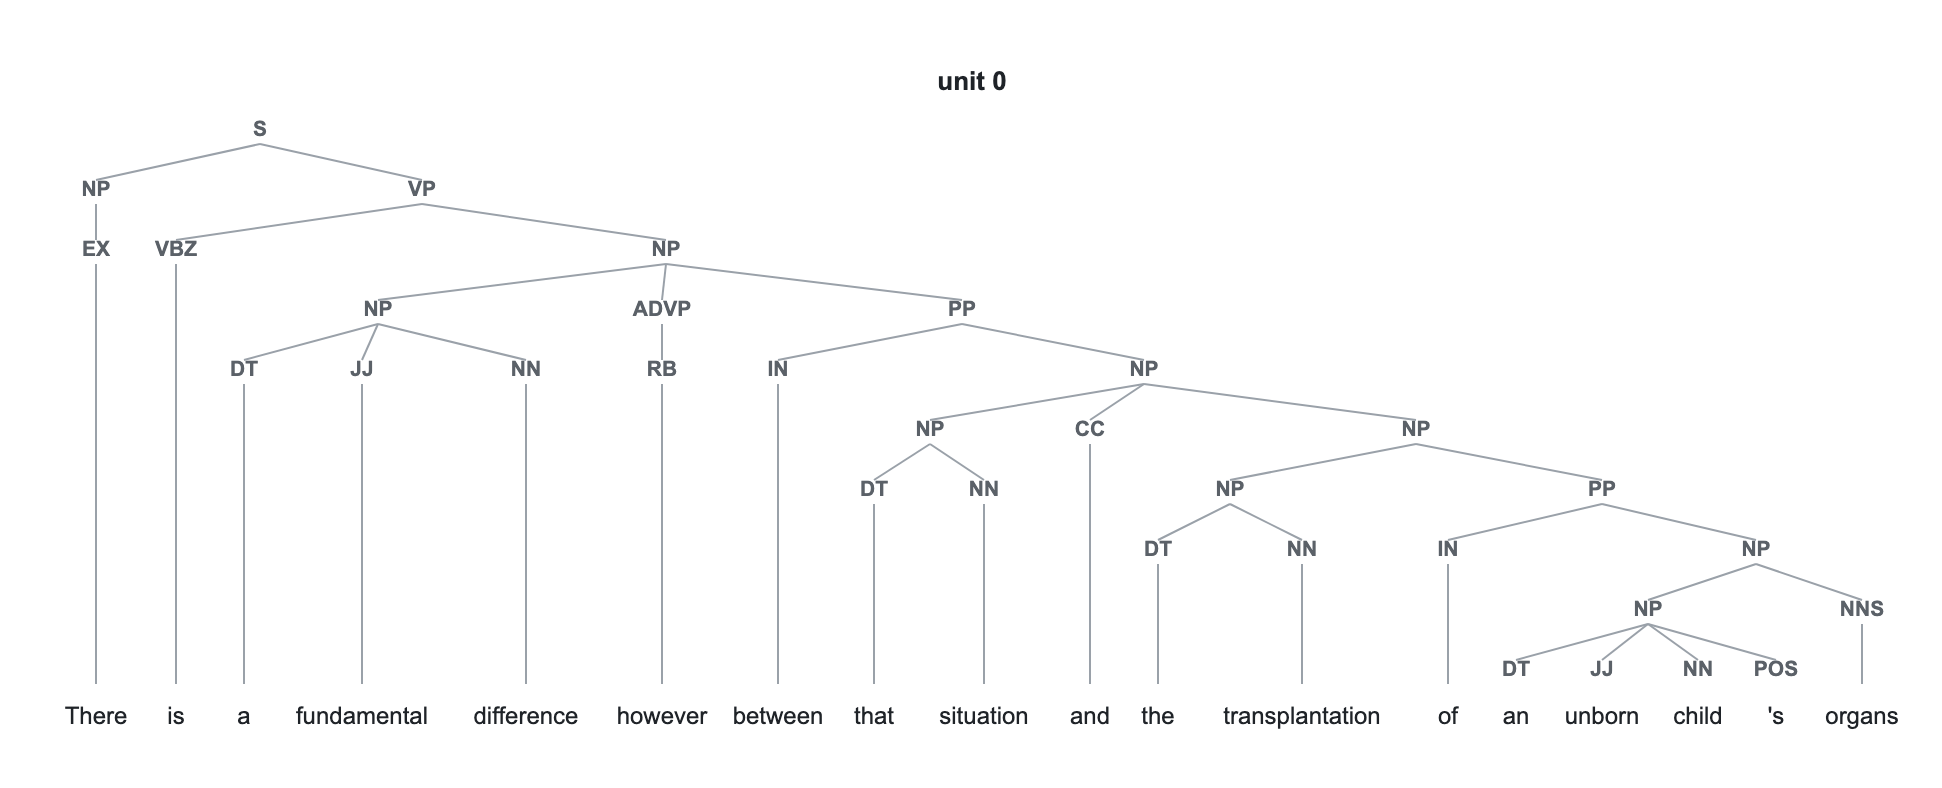 unit 0
S
NP VP
EX VBZ NP
NP ADVP PP
DT JJ NN RB IN NP
NP CC NP
DT NN NP PP
DT NN IN NP
NP NNS
DT JJ NN POS
There is a fundamental difference however between that situation and the transplantation of an unborn child 's organs